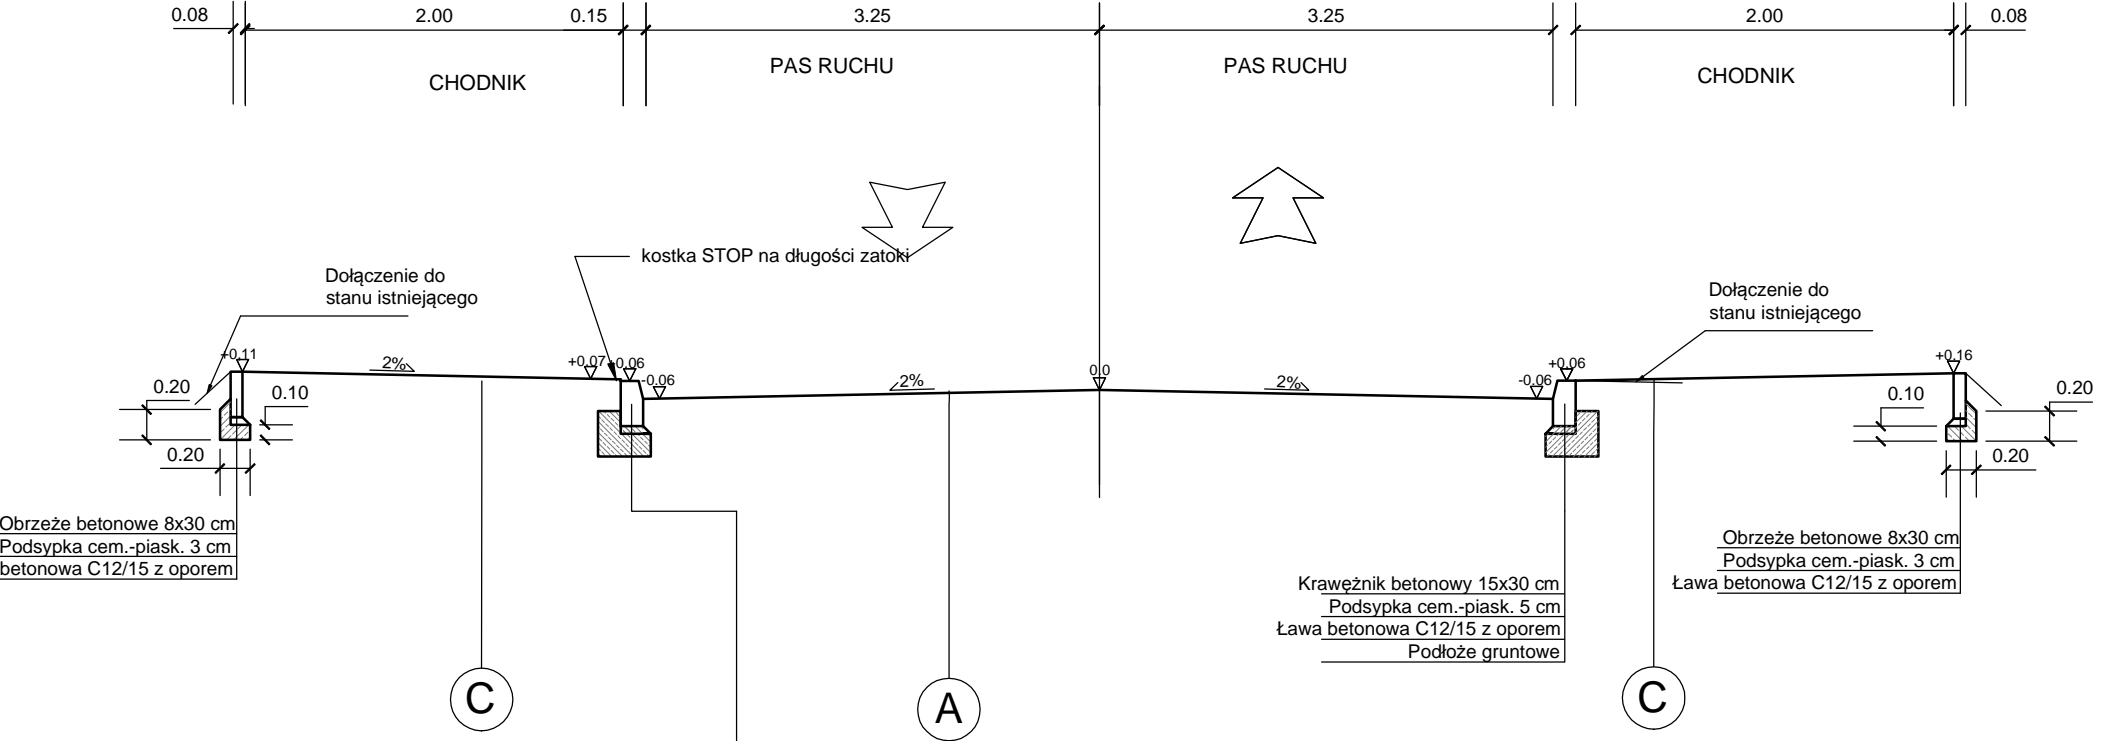 0.08
2.00
0.15
3.25
3.25
2.00
0.08
CHODNIK
PAS RUCHU
PAS RUCHU
CHODNIK
kostka STOP na długości zatoki
Dołączenie do
stanu istniejącego
Dołączenie do
stanu istniejącego
+0.11
2%
+0.07
+0.06
-0.06
2%
0.0
2%
-0.06
+0.06
+0.16
0.20
0.10
0.20
0.10
0.20
0.20
Obrzeże betonowe 8x30 cm
Podsypka cem.-piask. 3 cm
betonowa C12/15 z oporem
Krawężnik betonowy 15x30 cm
Podsypka cem.-piask. 5 cm
Ława betonowa C12/15 z oporem
Podłoże gruntowe
Obrzeże betonowe 8x30 cm
Podsypka cem.-piask. 3 cm
Ława betonowa C12/15 z oporem
C
A
C